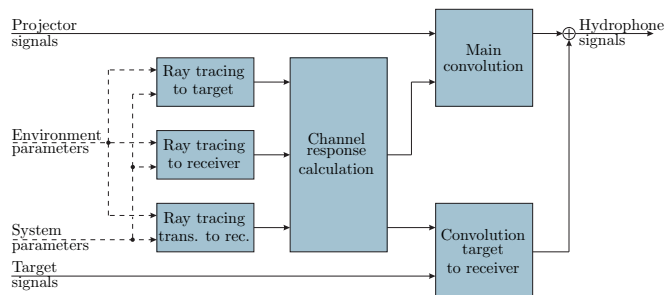 Projector
signals
Main
convolution
Hydrophone
signals
Ray tracing
to target
Environment
parameters
Ray tracing
to receiver
Channel
response
calculation
System
parameters
Ray tracing
trans. to rec.
Convolution
target
to receiver
Target
signals